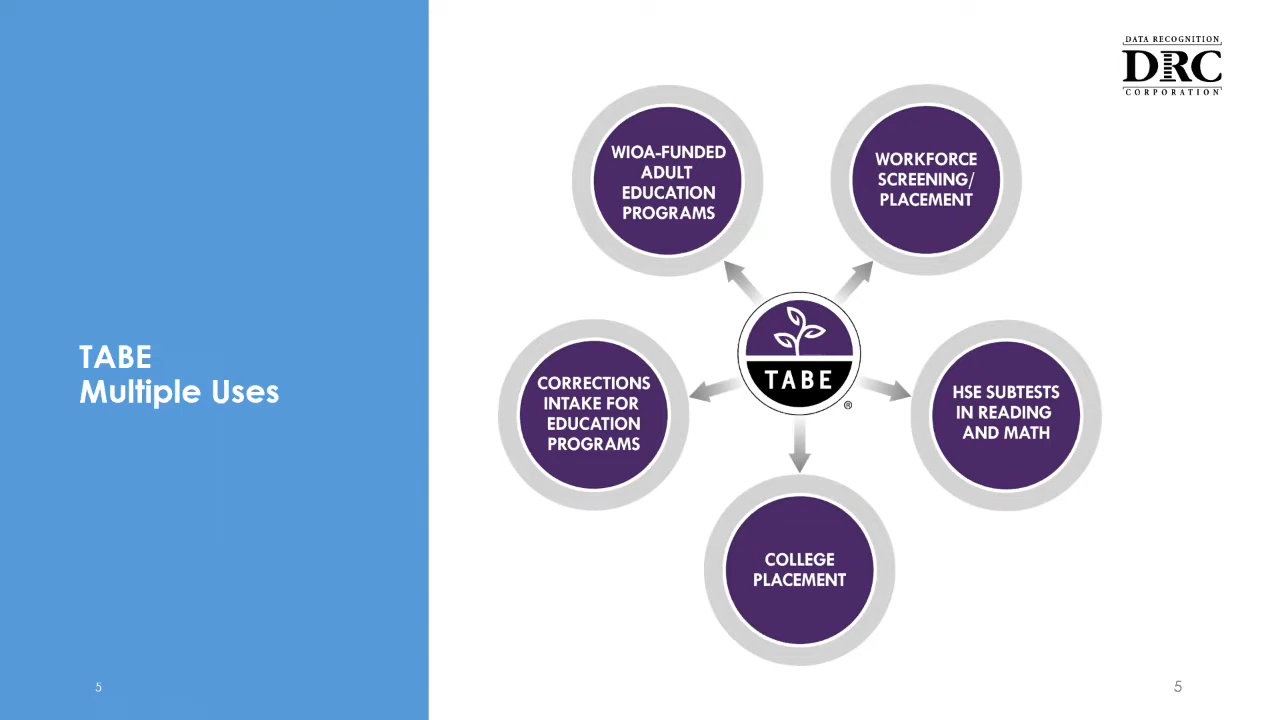 DATA RECOGNITION
DRC
CORPORATION
TABE
Multiple Uses
WIOA-FUNDED
ADULT
EDUCATION
PROGRAMS
WORKFORCE
SCREENING/
PLACEMENT
TABE
®
CORRECTIONS
INTAKE FOR
EDUCATION
PROGRAMS
HSE SUBTESTS
IN READING
AND MATH
COLLEGE
PLACEMENT
5
5